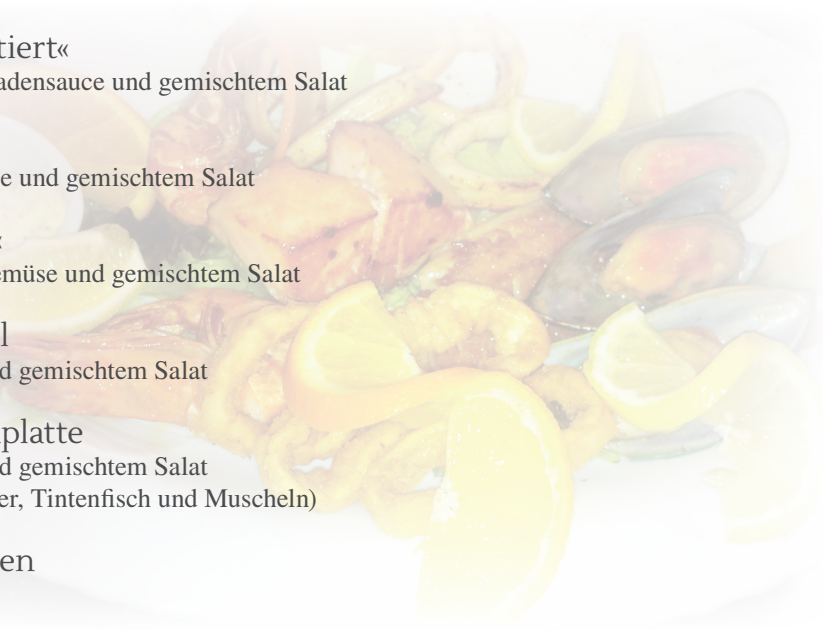 tiert«
adensauce und gemischtem Salat
e und gemischtem Salat
emüse und gemischtem Salat
l
d gemischtem Salat
platte
d gemischtem Salat
er, Tintenfisch und Muscheln)
en